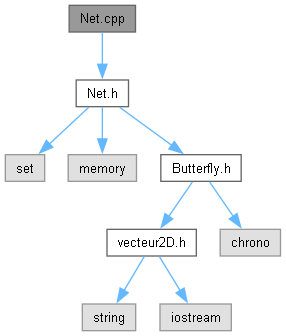 Net.cpp
Net.h
set
memory
Butterfly.h
vecteur2D.h
chrono
string
iostream